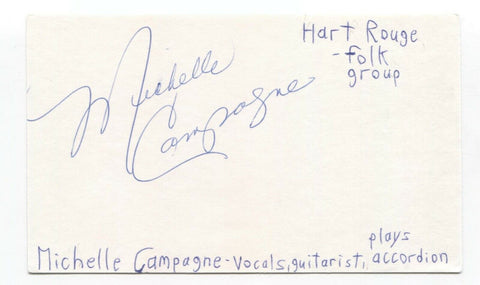 Hart Rouge
- folk
group
Michelle
Campagne
plays
Michelle Campagne - vocals, guitarist, accordion